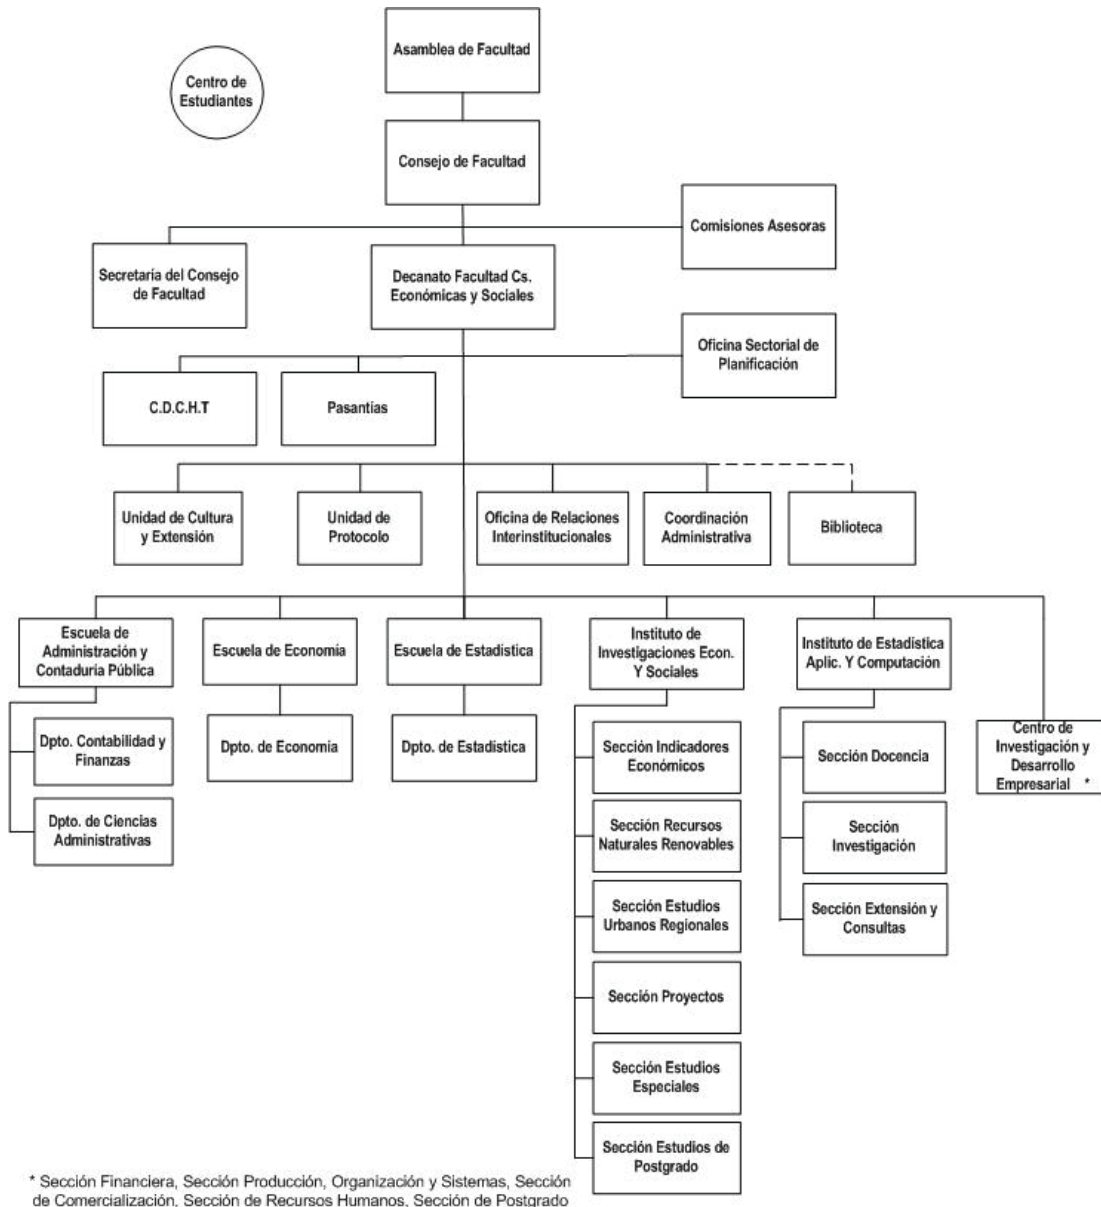 Asamblea de Facultad
Centro de
Estudiantes
Consejo de Facultad
Comisiones Asesoras
Secretaría del Consejo
de Facultad
Decanato Facultad Cs.
Económicas y Sociales
Oficina Sectorial de
Planificación
C.D.C.H.T
Pasantías
Unidad de Cultura
y Extensión
Unidad de
Protocolo
Oficina de Relaciones
Interinstitucionales
Coordinación
Administrativa
Biblioteca
Escuela de
Administración y
Contaduría Pública
Escuela de Economía
Escuela de Estadística
Instituto de
Investigaciones Econ.
Y Sociales
Instituto de Estadística
Aplic. Y Computación
Centro de
Investigación y
Desarrollo
Empresarial *
Dpto. Contabilidad y
Finanzas
Dpto. de Ciencias
Administrativas
Dpto. de Economía
Dpto. de Estadística
Sección Indicadores
Económicos
Sección Recursos
Naturales Renovables
Sección Estudios
Urbanos Regionales
Sección Proyectos
Sección Estudios
Especiales
Sección Estudios de
Postgrado
Sección Docencia
Sección
Investigación
Sección Extensión y
Consultas
* Sección Financiera, Sección Producción, Organización y Sistemas, Sección
de Comercialización, Sección de Recursos Humanos, Sección de Postgrado